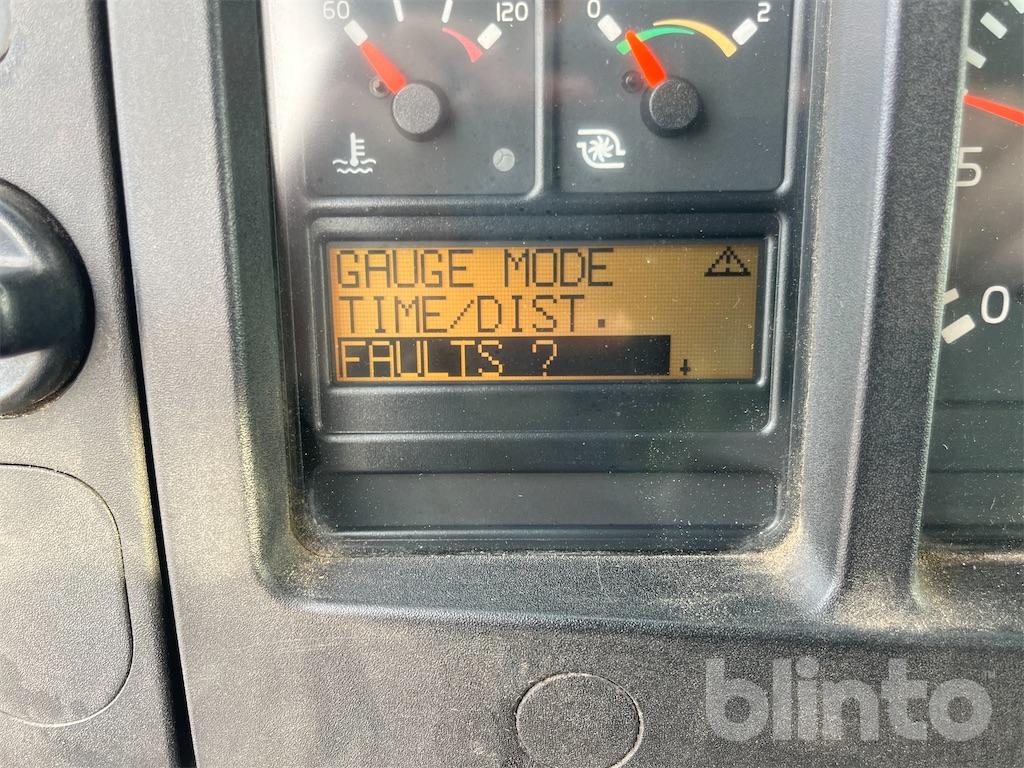 60 120
0 2
GAUGE MODE
TIME/DIST.
FAULTS ?
5
0
blinto